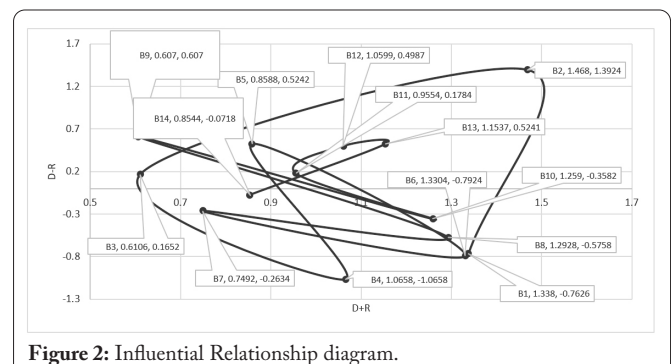 1.7
B9, 0.607, 0.607
B12, 1.0599, 0.4987
B5, 0.8588, 0.5242
B2, 1.468, 1.3924
1.2
B11, 0.9554, 0.1784
B14, 0.8544, -0.0718
0.7
B13, 1.1537, 0.5241
D-R
B6, 1.3304, -0.7924
B10, 1.259, -0.3582
0.2
0.5 0.7 0.9 1.1 1.3 1.5 1.7
-0.3
B3, 0.6106, 0.1652
B8, 1.2928, -0.5758
B7, 0.7492, -0.2634
B4, 1.0658, -1.0658
-0.8
B1, 1.338, -0.7626
-1.3
D+R
Figure 2: Influential Relationship diagram.